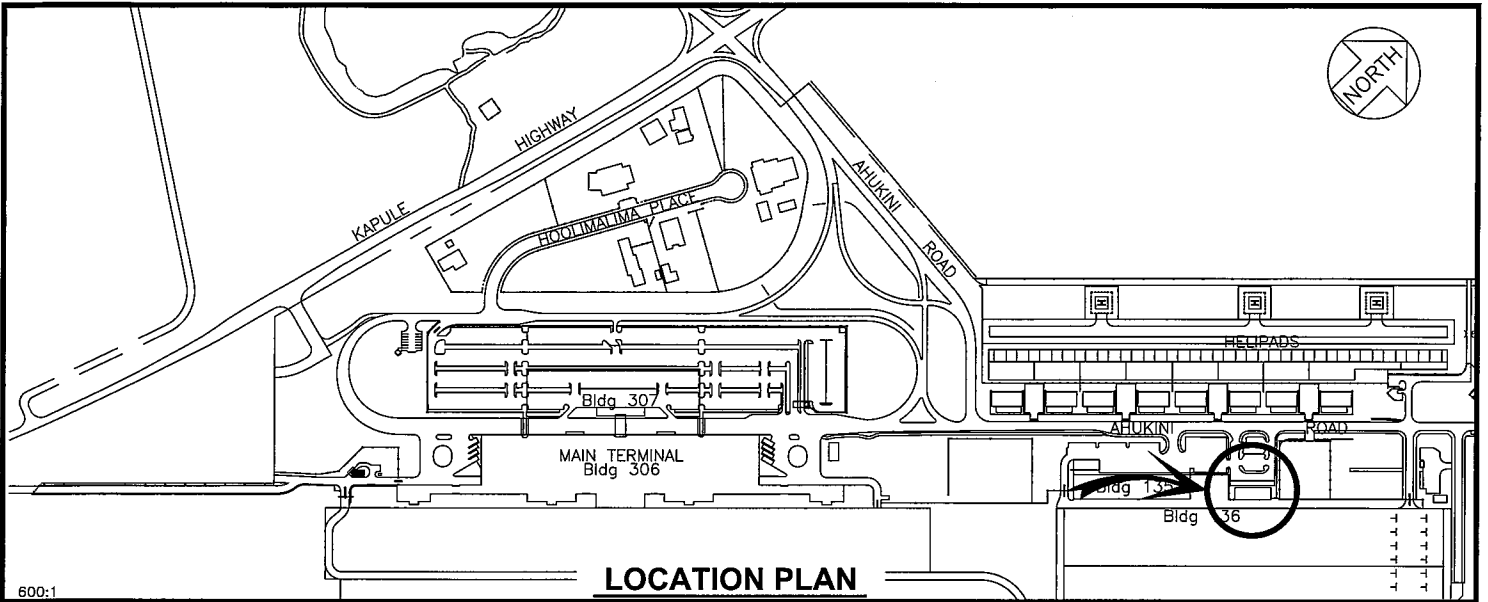 NORTH
KAPULE
HIGHWAY
HOOLIMALIMA PLACE
AHUKINI
ROAD
H
H
H
HELIPADS
Bldg 307
MAIN TERMINAL
Bldg 306
AHUKINI
ROAD
Bldg 135
Bldg 36
LOCATION PLAN
600:1